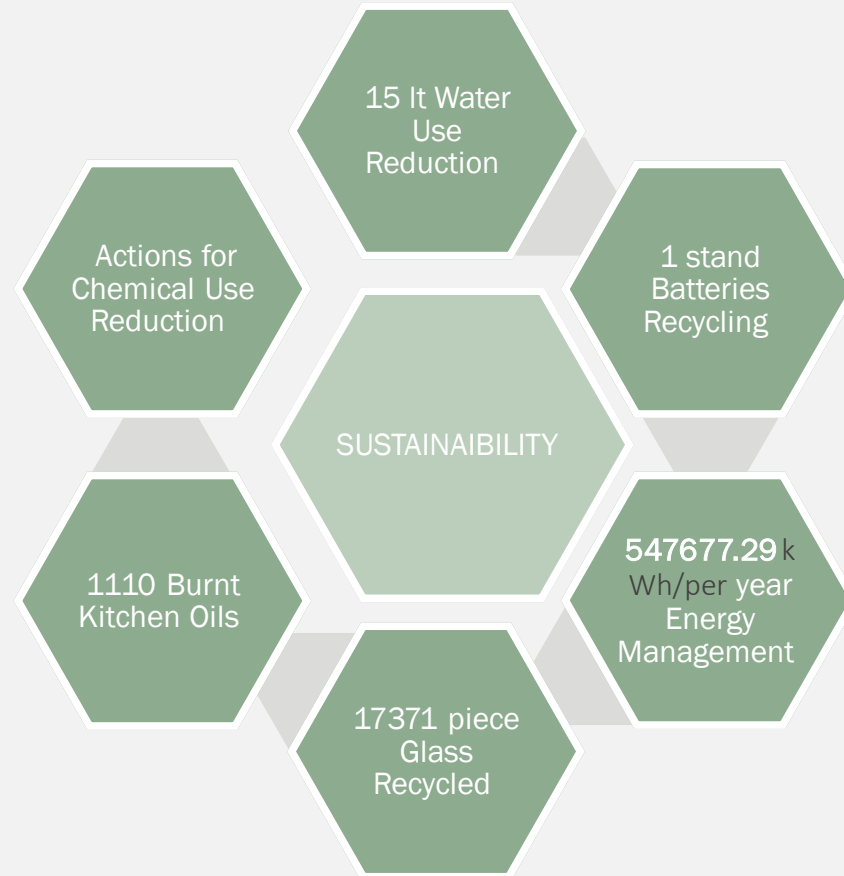 15 lt Water
Use
Reduction
1 stand
Batteries
Recycling
547677.29 k
Wh/per year
Energy
Management
17371 piece
Glass
Recycled
1110 Burnt
Kitchen Oils
Actions for
Chemical Use
Reduction
SUSTAINAIBILITY